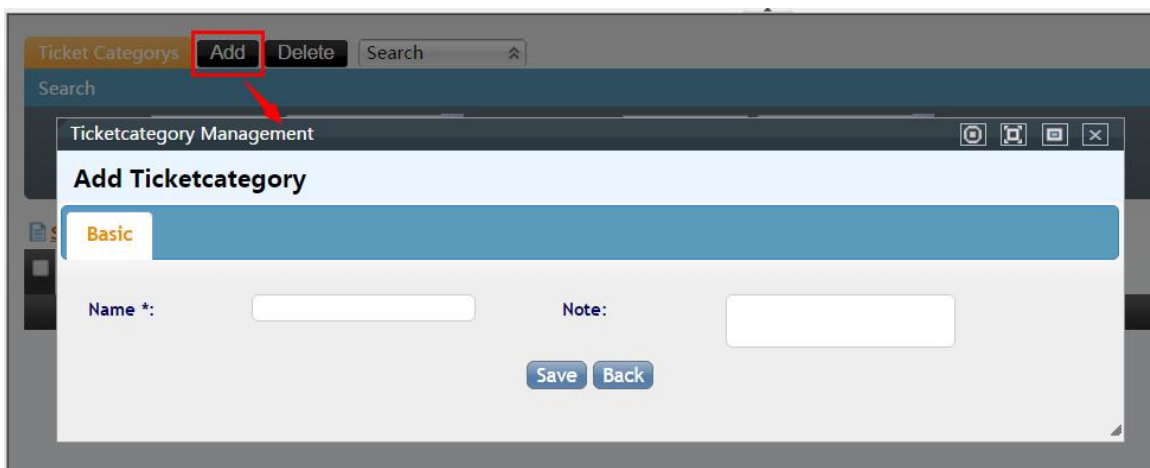 Ticket Categorys Add Delete Search
Search
Ticketcategory Management
Add Ticketcategory
Basic
Name *: Note:
Save Back